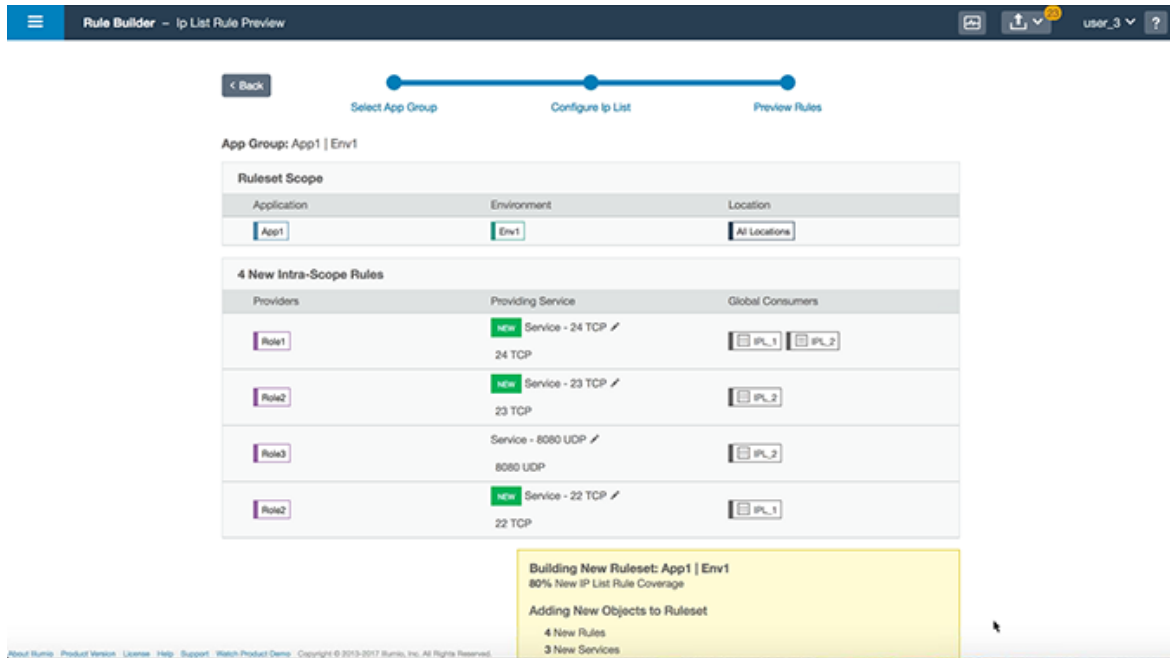 Rule Builder – Ip List Rule Preview
23
user_3
?
< Back
Select App Group
Configure Ip List
Preview Rules
App Group: App1 | Env1
Ruleset Scope
Application Environment Location
App1 Env1 All Locations
4 New Intra-Scope Rules
Providers Providing Service Global Consumers
Role1 NEW Service - 24 TCP IPL_1 IPL_2
24 TCP
Role2 NEW Service - 23 TCP IPL_2
23 TCP
Role3 Service - 8080 UDP IPL_2
8080 UDP
Role2 NEW Service - 22 TCP IPL_1
22 TCP
Building New Ruleset: App1 | Env1
80% New IP List Rule Coverage
Adding New Objects to Ruleset
4 New Rules
3 New Services
About Illumio Product Version License Help Support Watch Product Demo Copyright © 2013-2017 Illumio, Inc. All Rights Reserved.